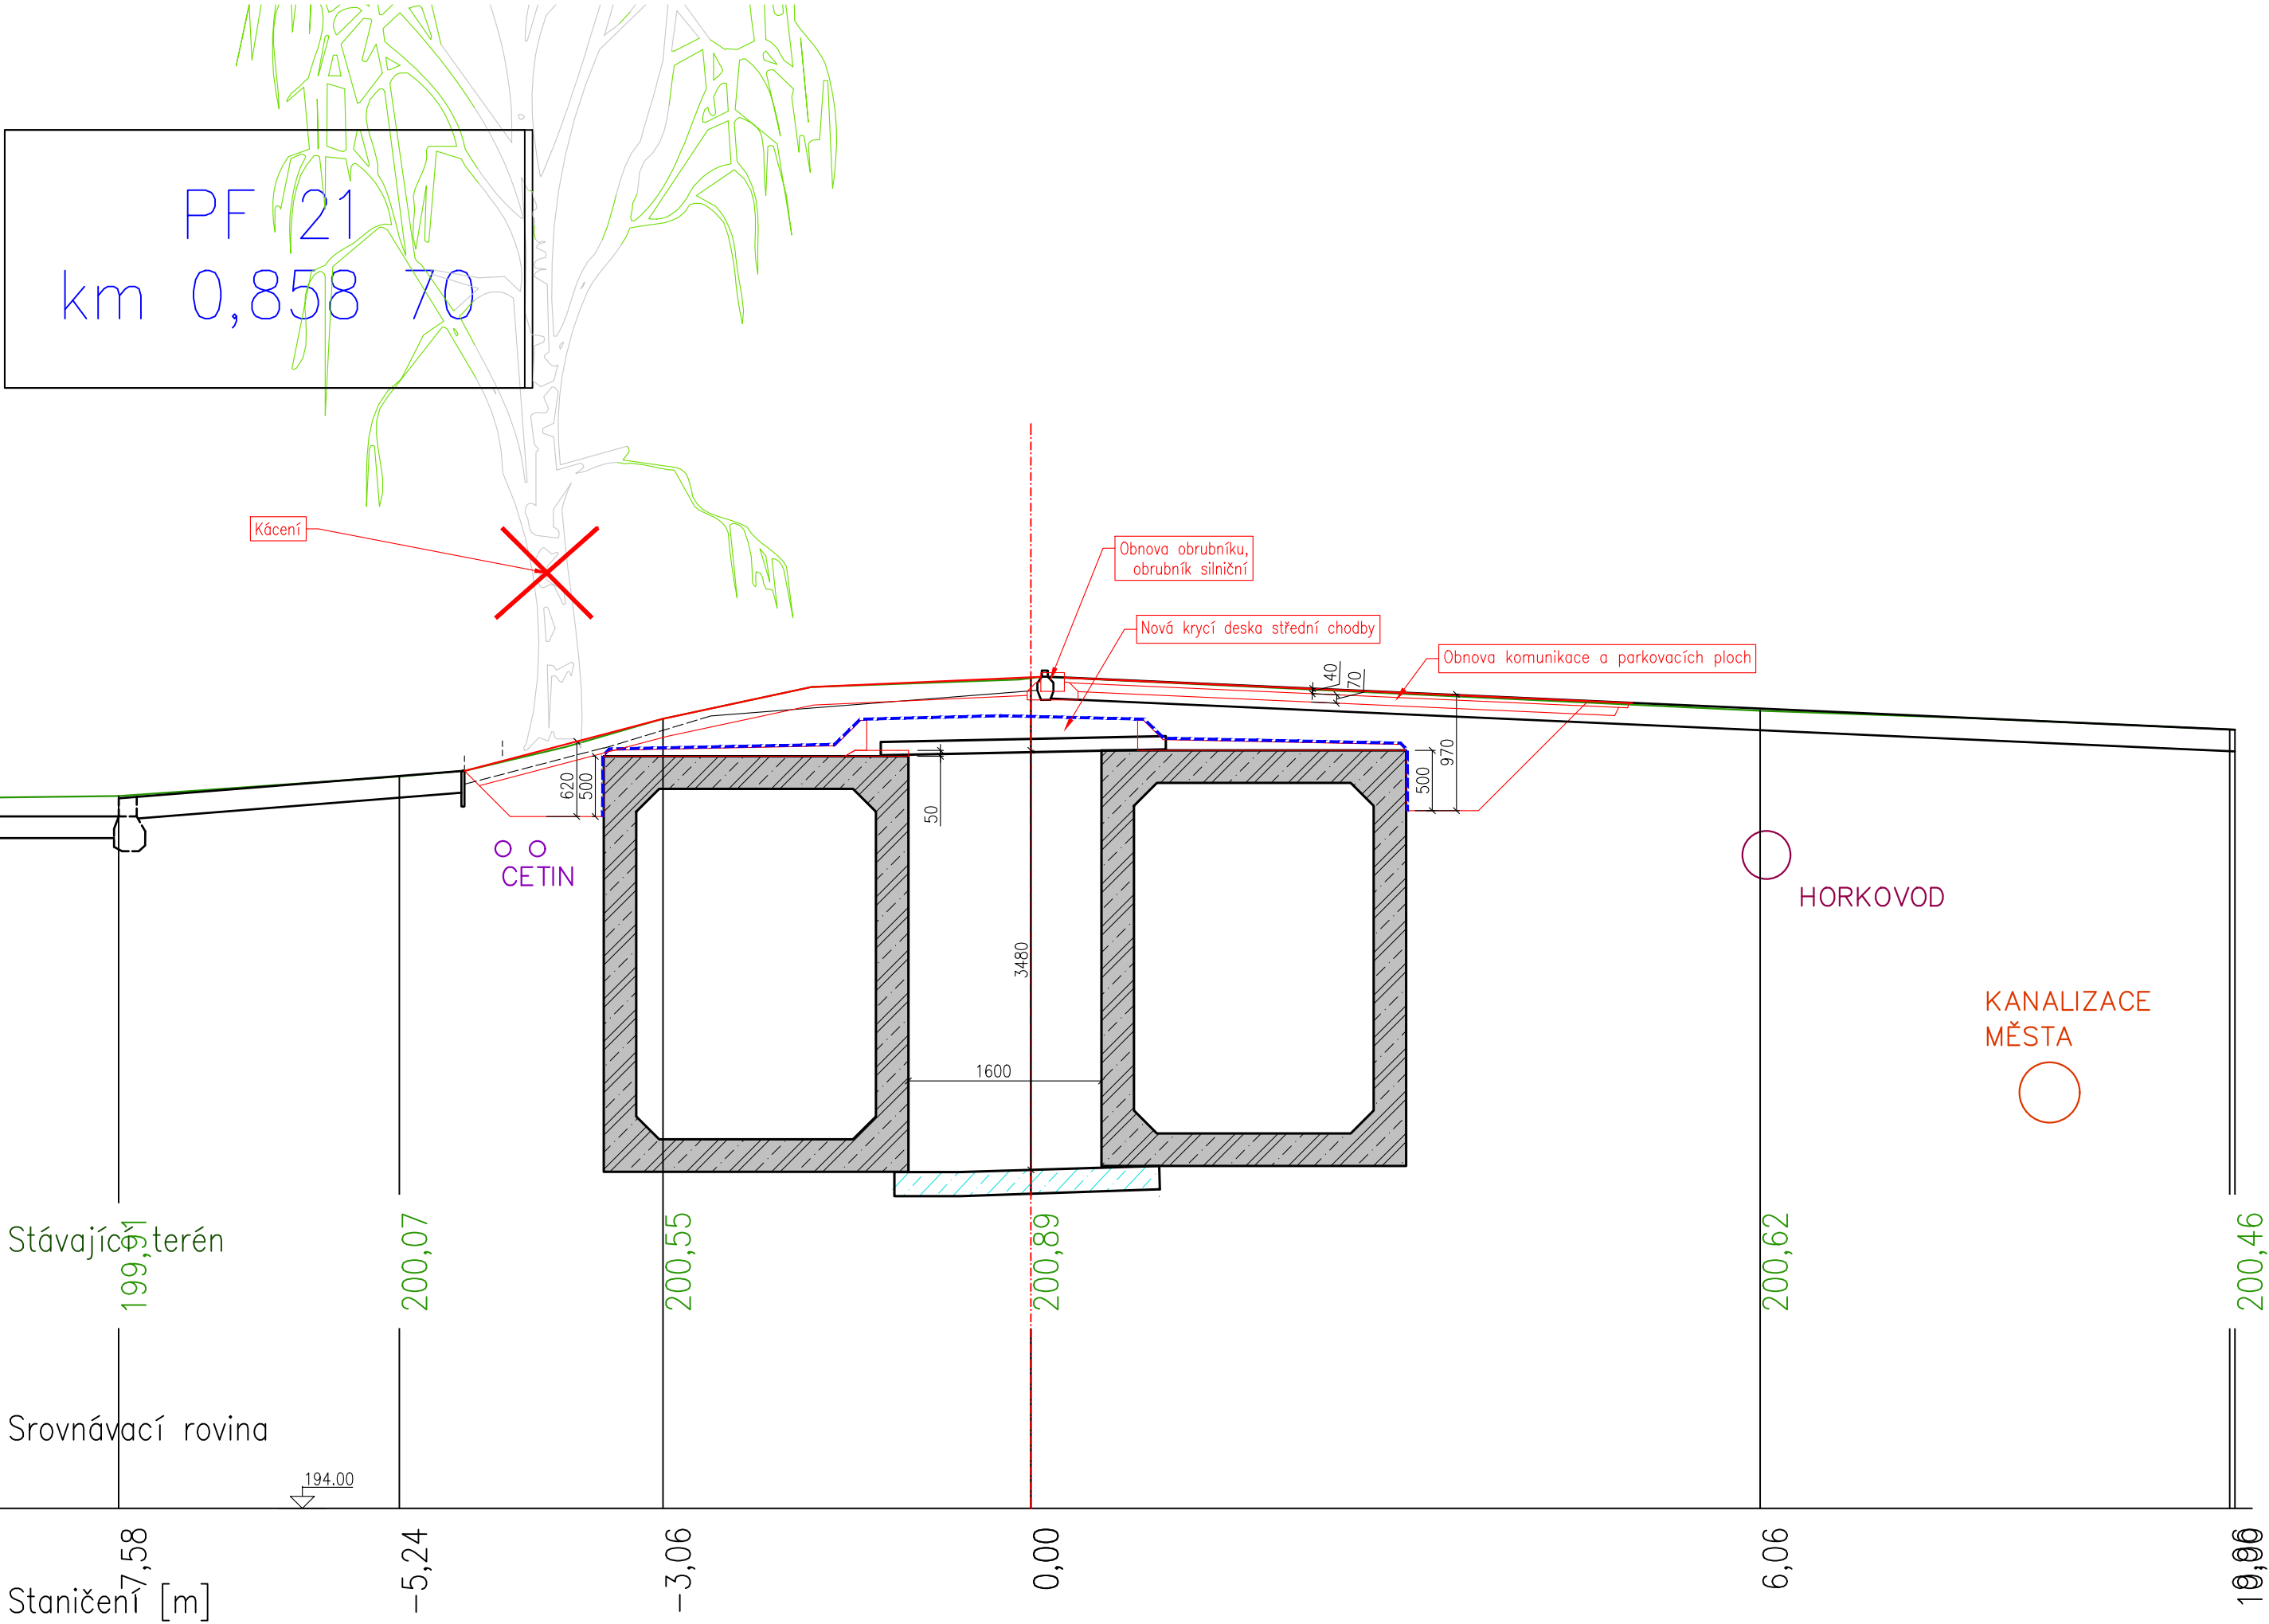 PF 21
km 0,858 70
Kácení
Obnova obrubníku,
obrubník silniční
Nová krycí deska střední chodby
Obnova komunikace a parkovacích ploch
40
70
970
500
620
500
50
CETIN
HORKOVOD
3480
KANALIZACE
MĚSTA
1600
Stávající terén
199,91
200,07
200,55
200,89
200,62
200,46
Srovnávací rovina
194.00
Staničení [m]
-7,58
-5,24
-3,06
0,00
6,06